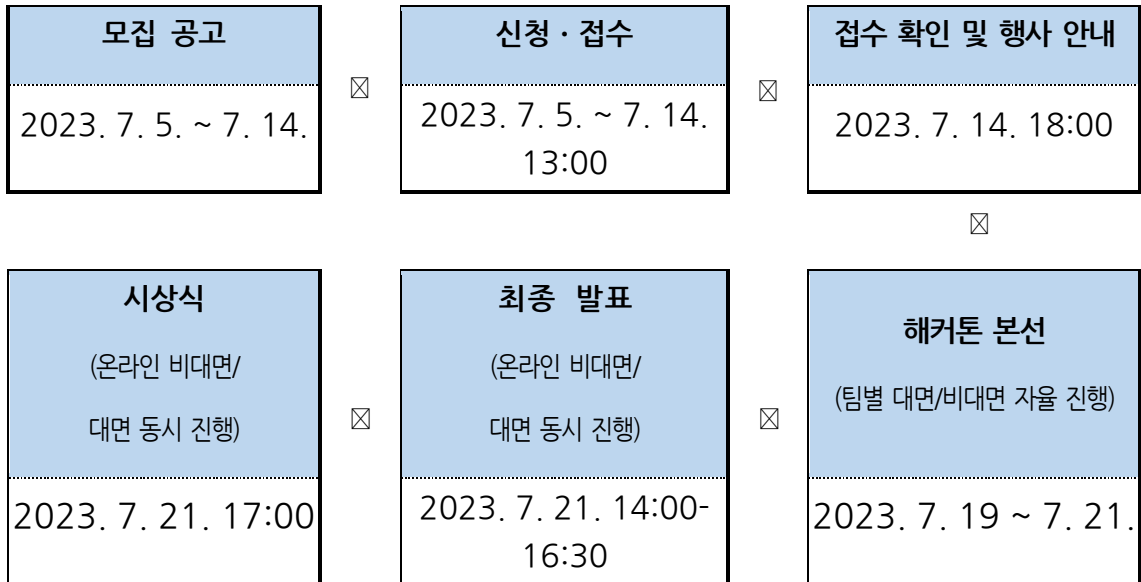 모집 공고
2023. 7. 5. ~ 7. 14.
신청 · 접수
2023. 7. 5. ~ 7. 14.
13:00
접수 확인 및 행사 안내
2023. 7. 14. 18:00
시상식
(온라인 비대면/
대면 동시 진행)
2023. 7. 21. 17:00
최종 발표
(온라인 비대면/
대면 동시 진행)
2023. 7. 21. 14:00-
16:30
해커톤 본선
(팀별 대면/비대면 자율 진행)
2023. 7. 19 ~ 7. 21.